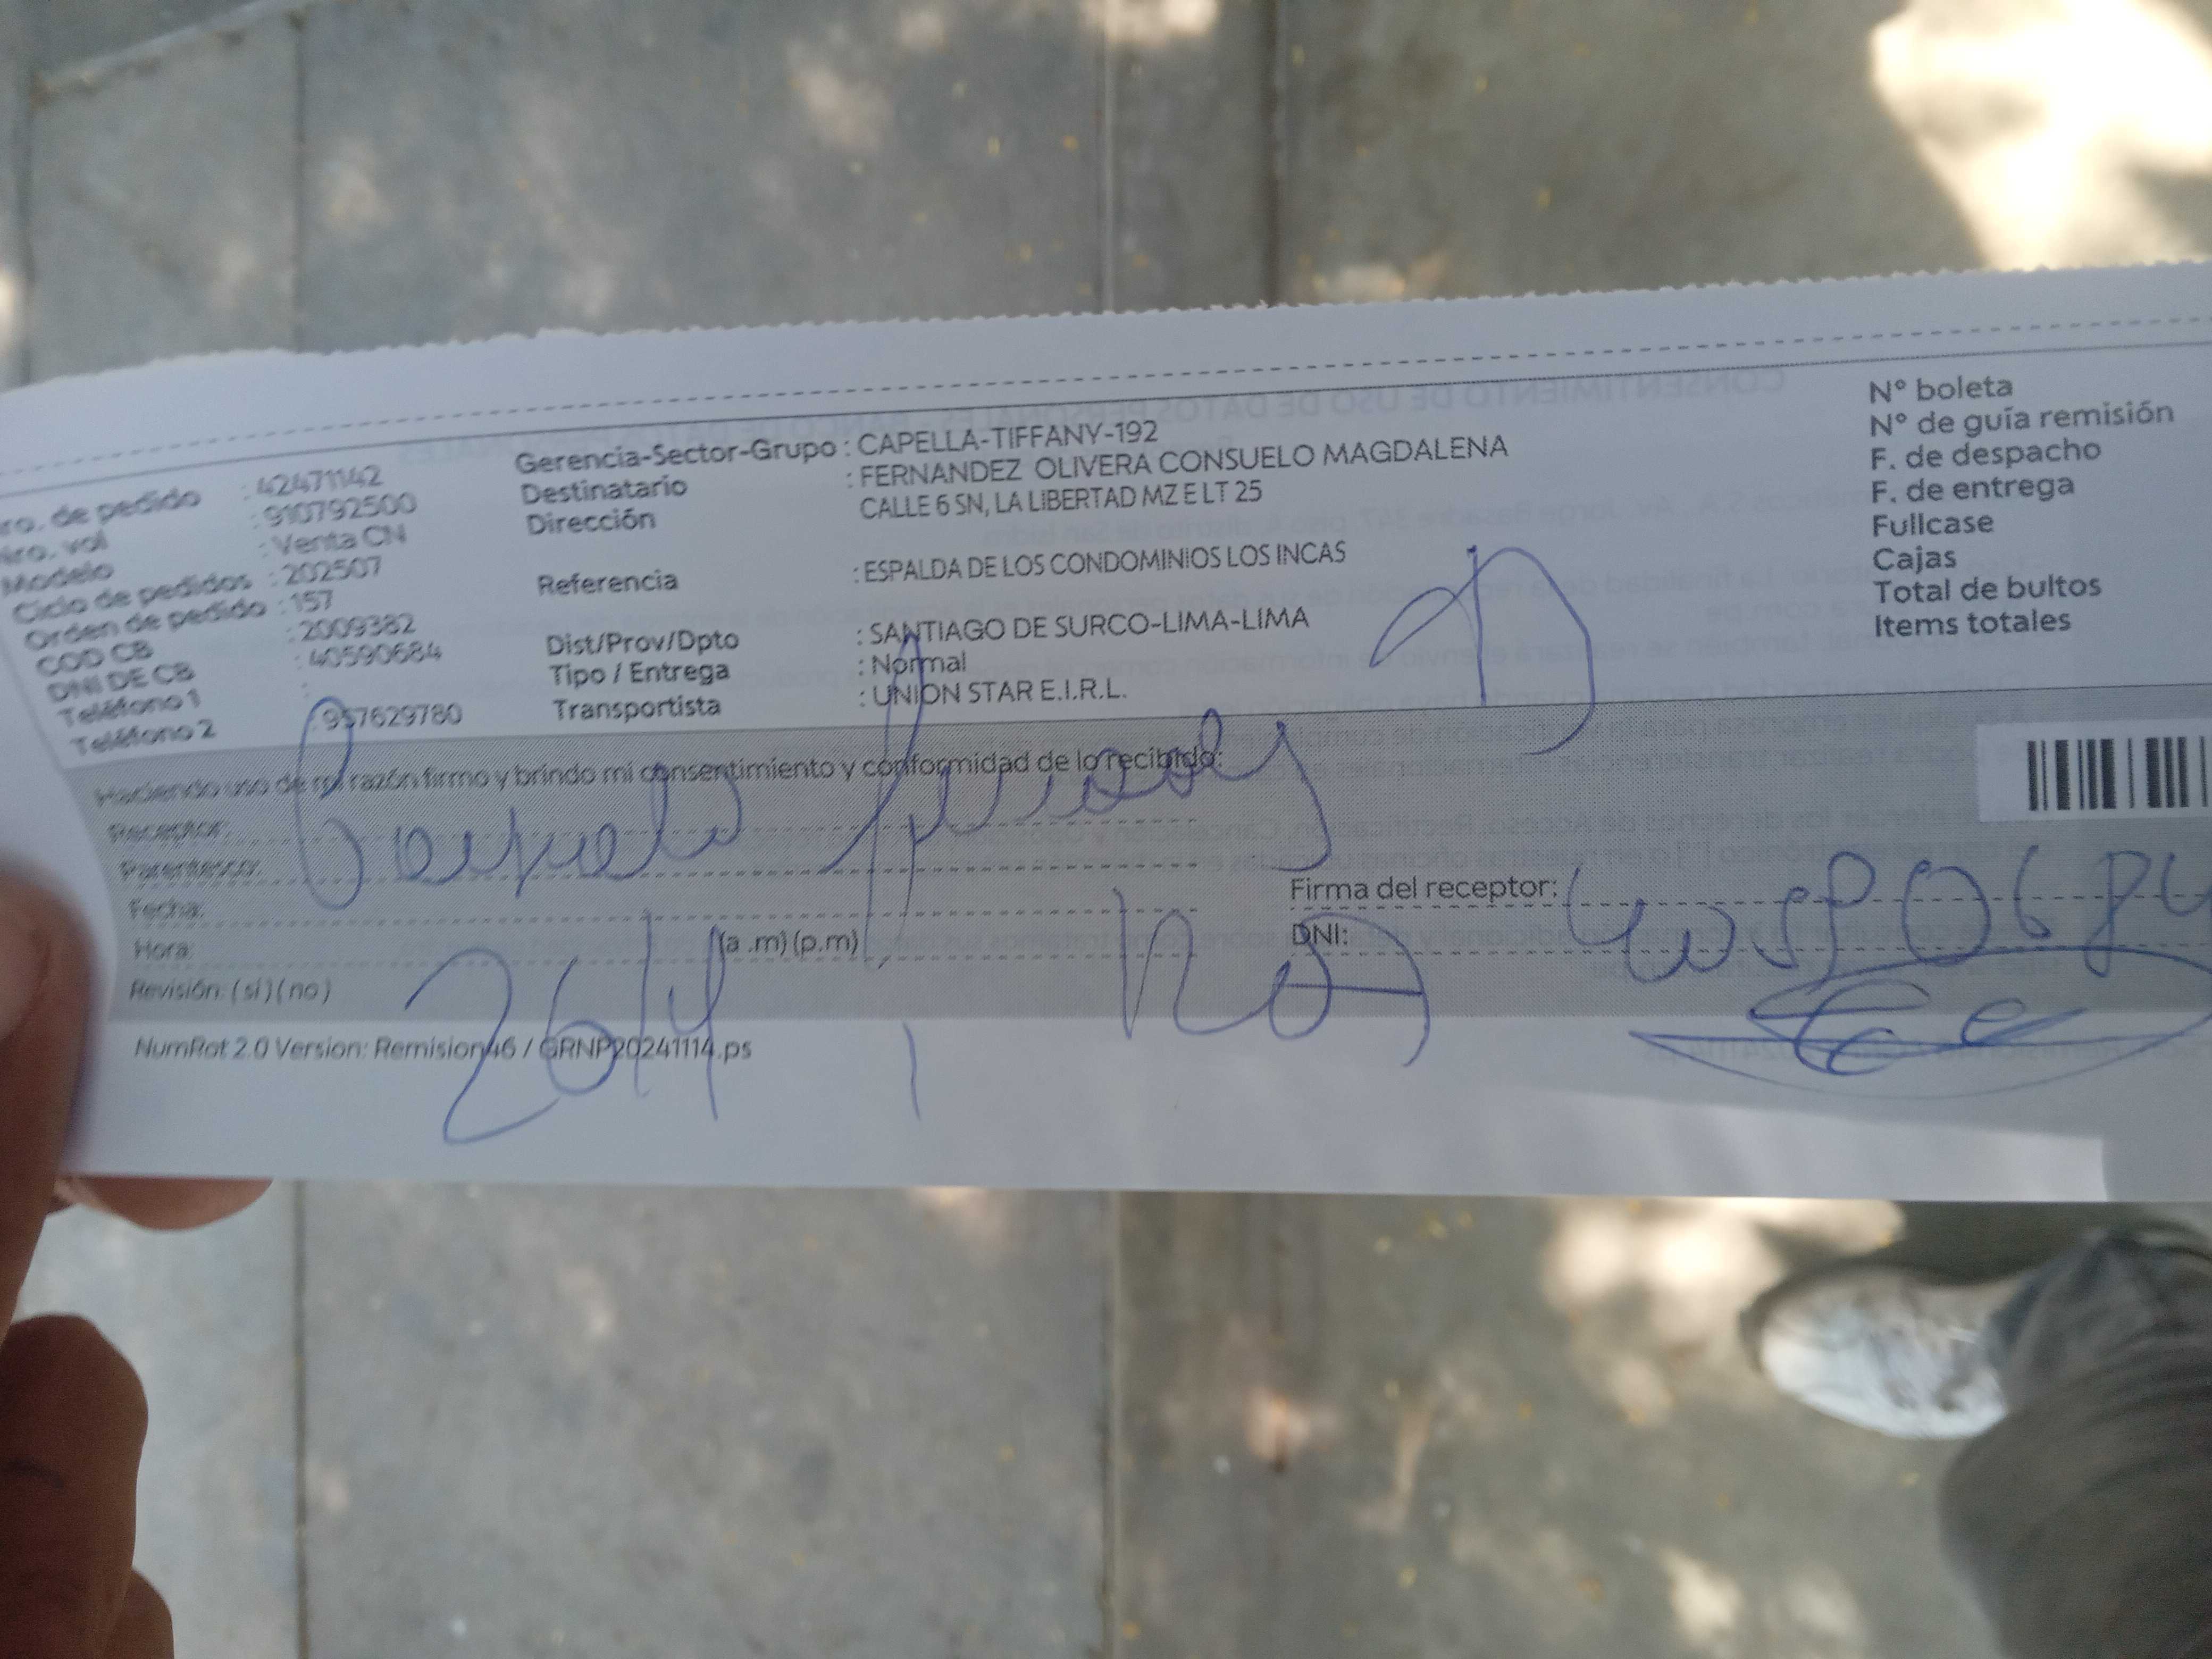 ro. de pedido : 42471142
Nro. vol : 910792500
Modelo : Venta CN
Ciclo de pedidos : 202507
Orden de pedido : 157
COD CB : 2009382
DNI DE CB : 40590684
Teléfono 1 :
Teléfono 2 : 957629780
Gerencia-Sector-Grupo : CAPELLA-TIFFANY-192
Destinatario : FERNANDEZ OLIVERA CONSUELO MAGDALENA
Dirección CALLE 6 SN, LA LIBERTAD MZ E LT 25
Referencia : ESPALDA DE LOS CONDOMINIOS LOS INCAS
Dist/Prov/Dpto : SANTIAGO DE SURCO-LIMA-LIMA
Tipo / Entrega : Normal
Transportista : UNION STAR E.I.R.L.
N° boleta
N° de guía remisión
F. de despacho
F. de entrega
Fullcase
Cajas
Total de bultos
Items totales
Haciendo uso de mi razón firmo y brindo mi consentimiento y conformidad de lo recibido:
Receptor:
Parentesco:
Fecha:
Hora: (a .m) (p.m)
Revisión: ( si ) ( no )
Firma del receptor:
DNI:
26/4
NumRot 2.0 Version: Remision46 / GRNP20241114.ps